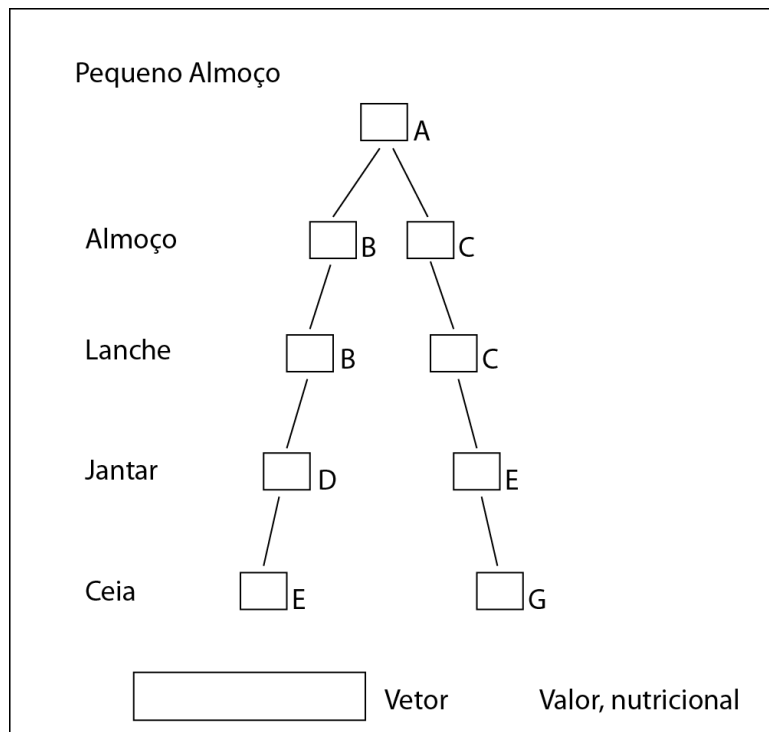 Pequeno Almoço
A
Almoço B C
Lanche B C
Jantar D E
Ceia E G
Vetor Valor, nutricional